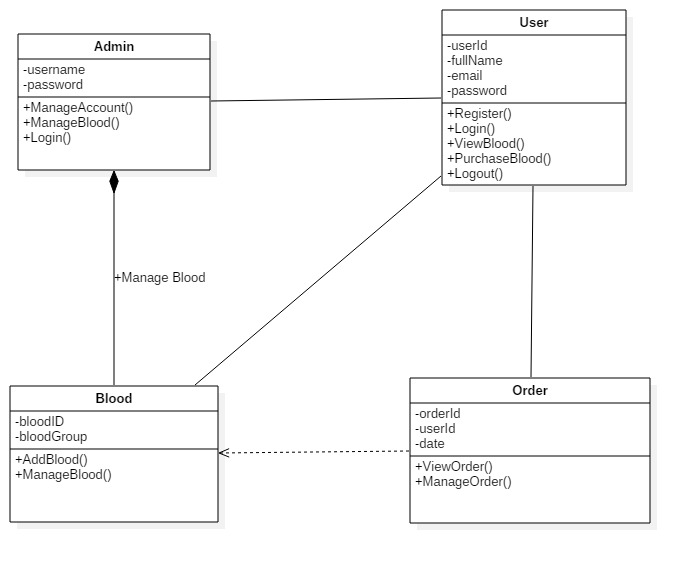 Admin
-username
-password
+ManageAccount()
+ManageBlood()
+Login()
User
-userId
-fullName
-email
-password
+Register()
+Login()
+ViewBlood()
+PurchaseBlood()
+Logout()
+Manage Blood
Blood
-bloodID
-bloodGroup
+AddBlood()
+ManageBlood()
Order
-orderId
-userId
-date
+ViewOrder()
+ManageOrder()